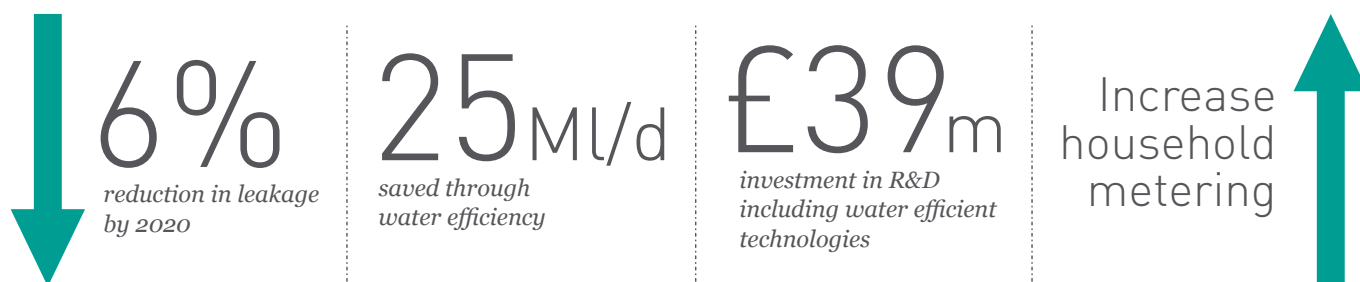 6%
reduction in leakage
by 2020
25Ml/d
saved through
water efficiency
£39m
investment in R&D
including water efficient
technologies
Increase
household
metering